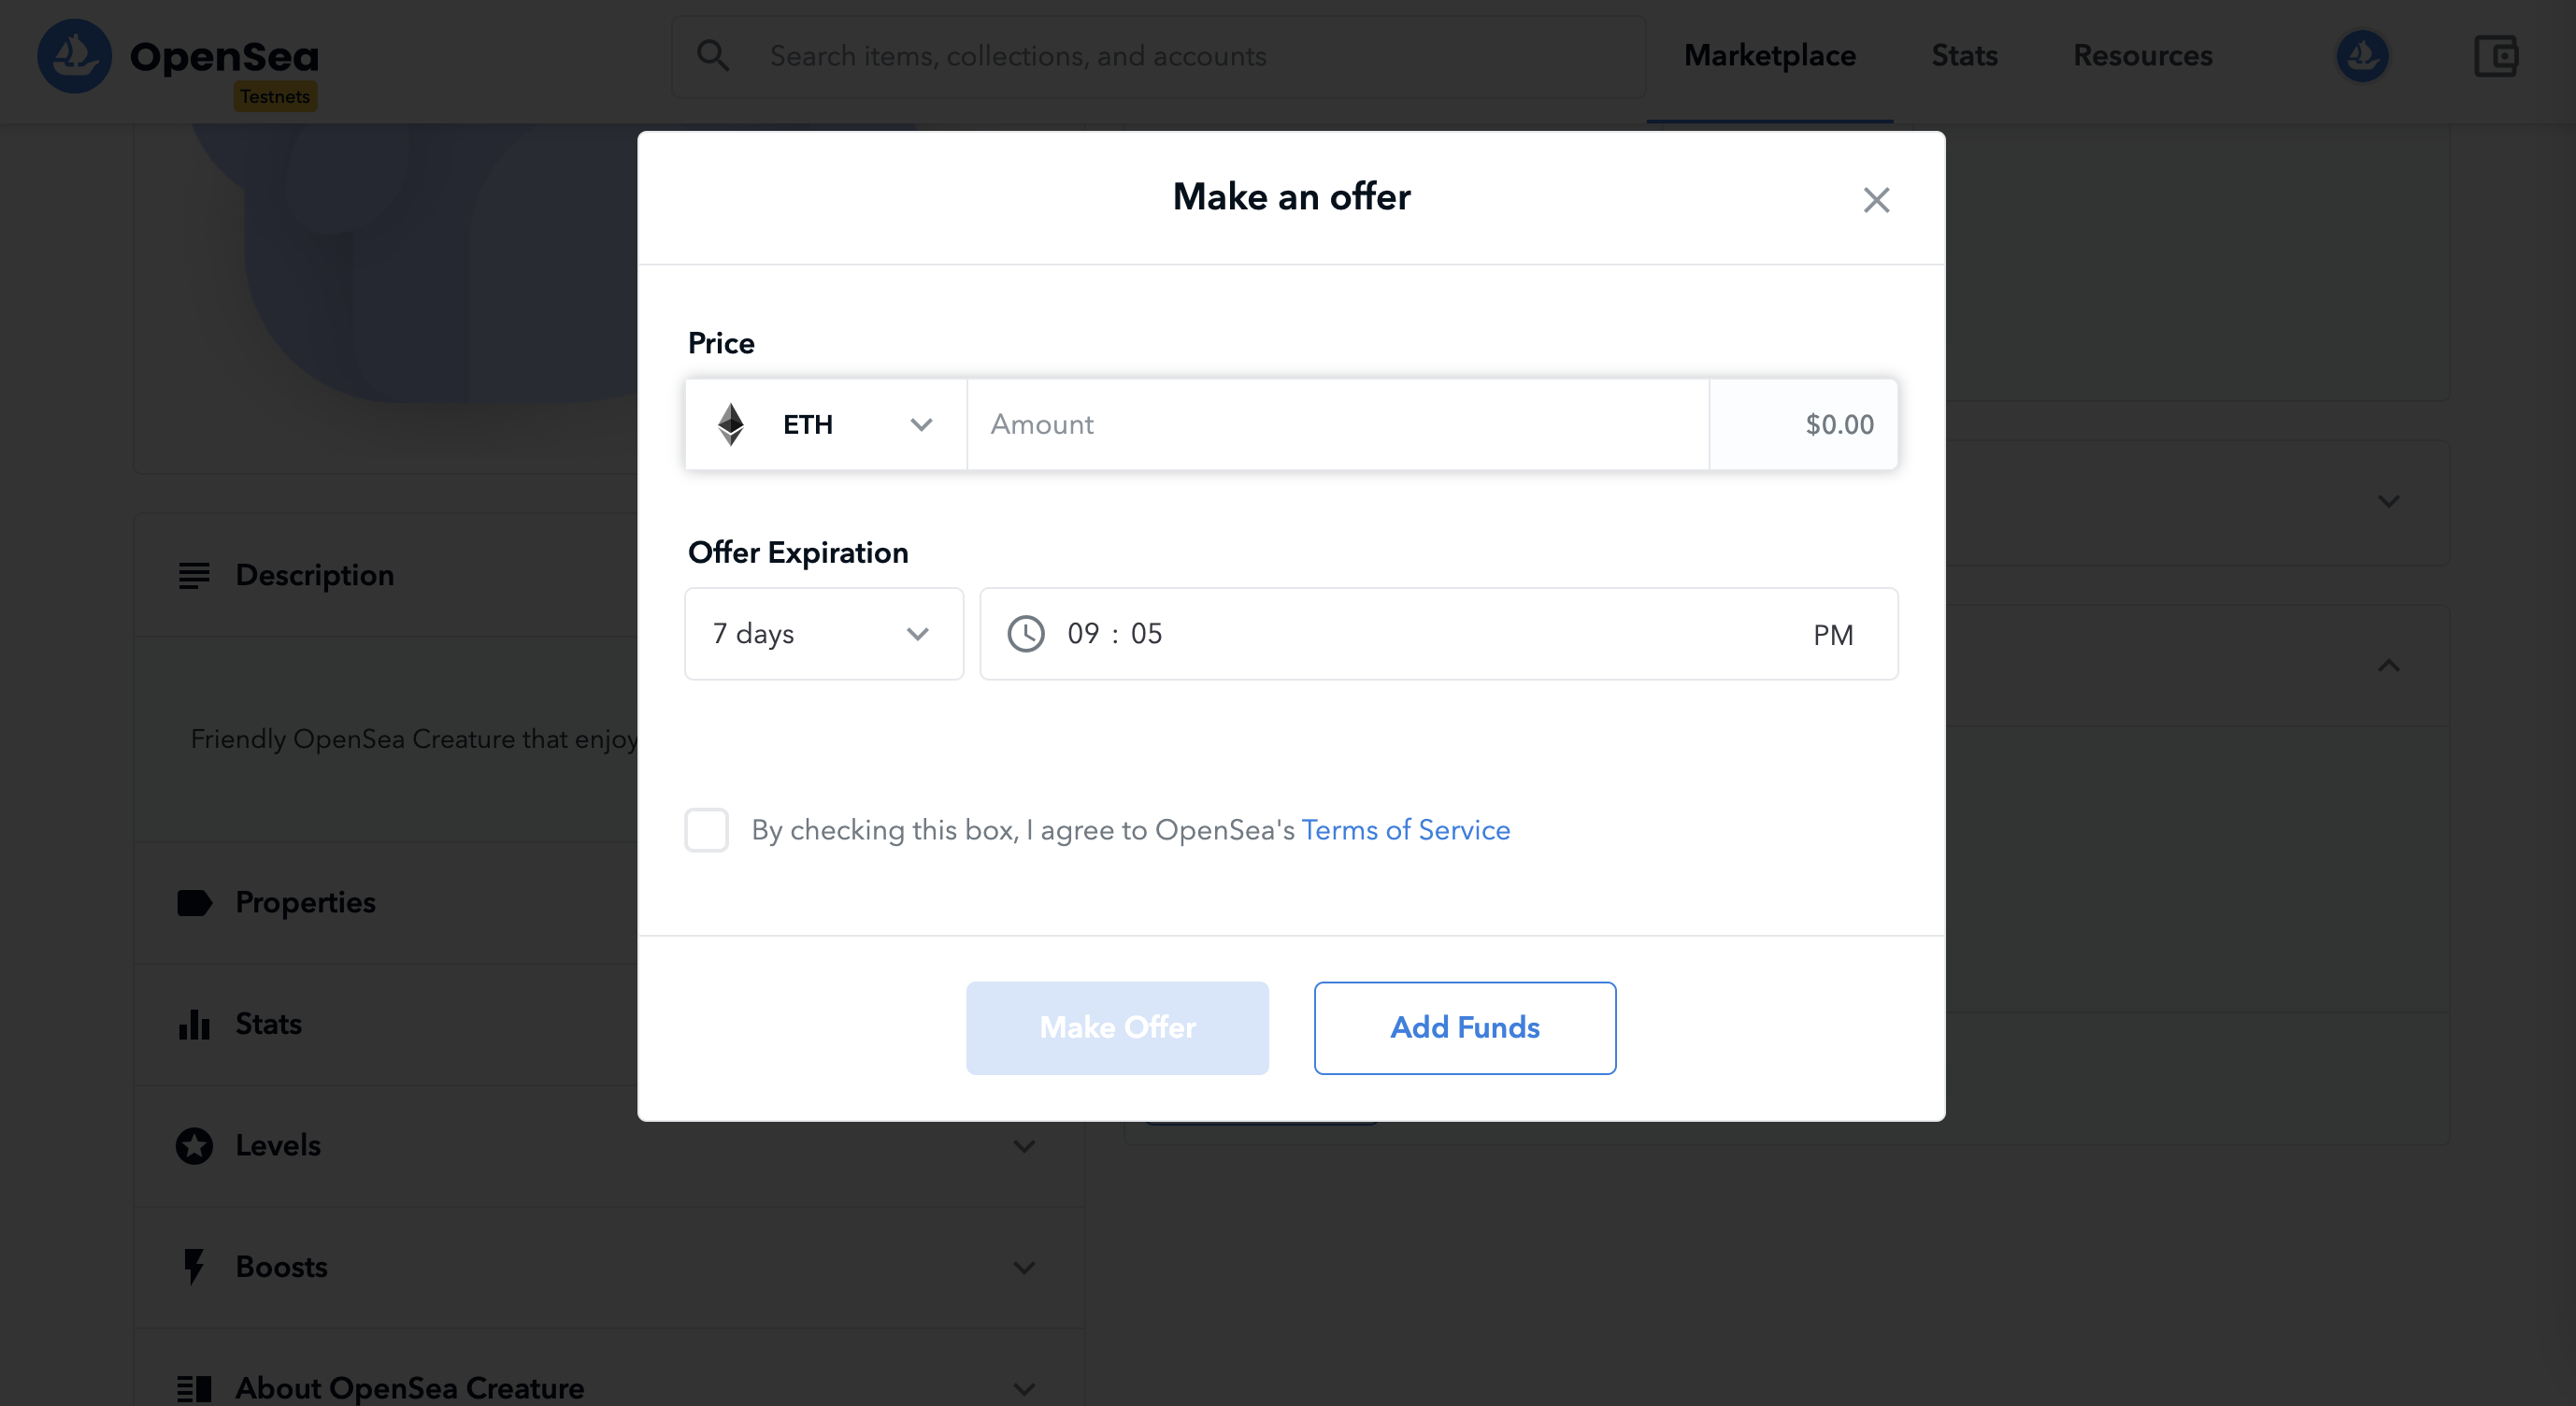 OpenSea
Testnets
Search items, collections, and accounts
Marketplace
Stats
Resources
Make an offer
Price
ETH
Amount
$0.00
Offer Expiration
7 days
09 : 05
PM
By checking this box, I agree to OpenSea's Terms of Service
Make Offer
Add Funds
Description
Friendly OpenSea Creature that enjoy
Properties
Stats
Levels
Boosts
About OpenSea Creature